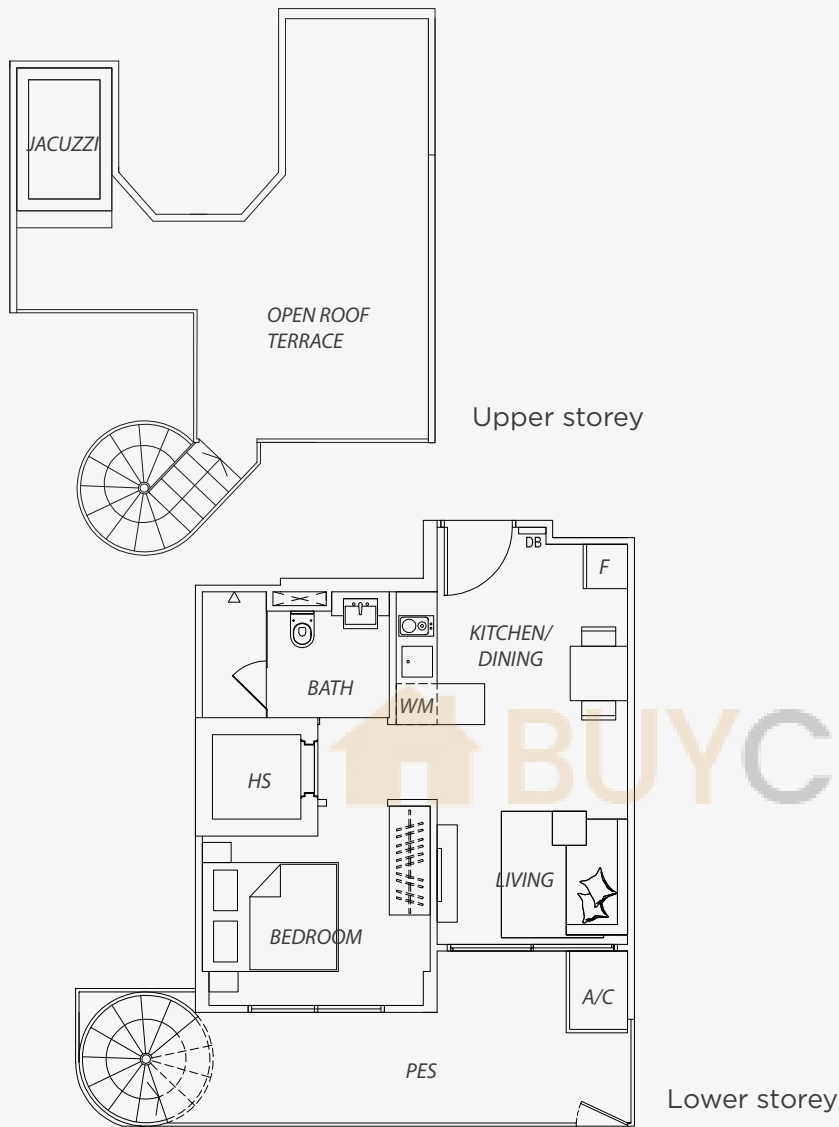 JACUZZI
OPEN ROOF
TERRACE
Upper storey
DB
F
KITCHEN/
DINING
BATH
WM
BUYC
HS
LIVING
BEDROOM
A/C
PES
Lower storey